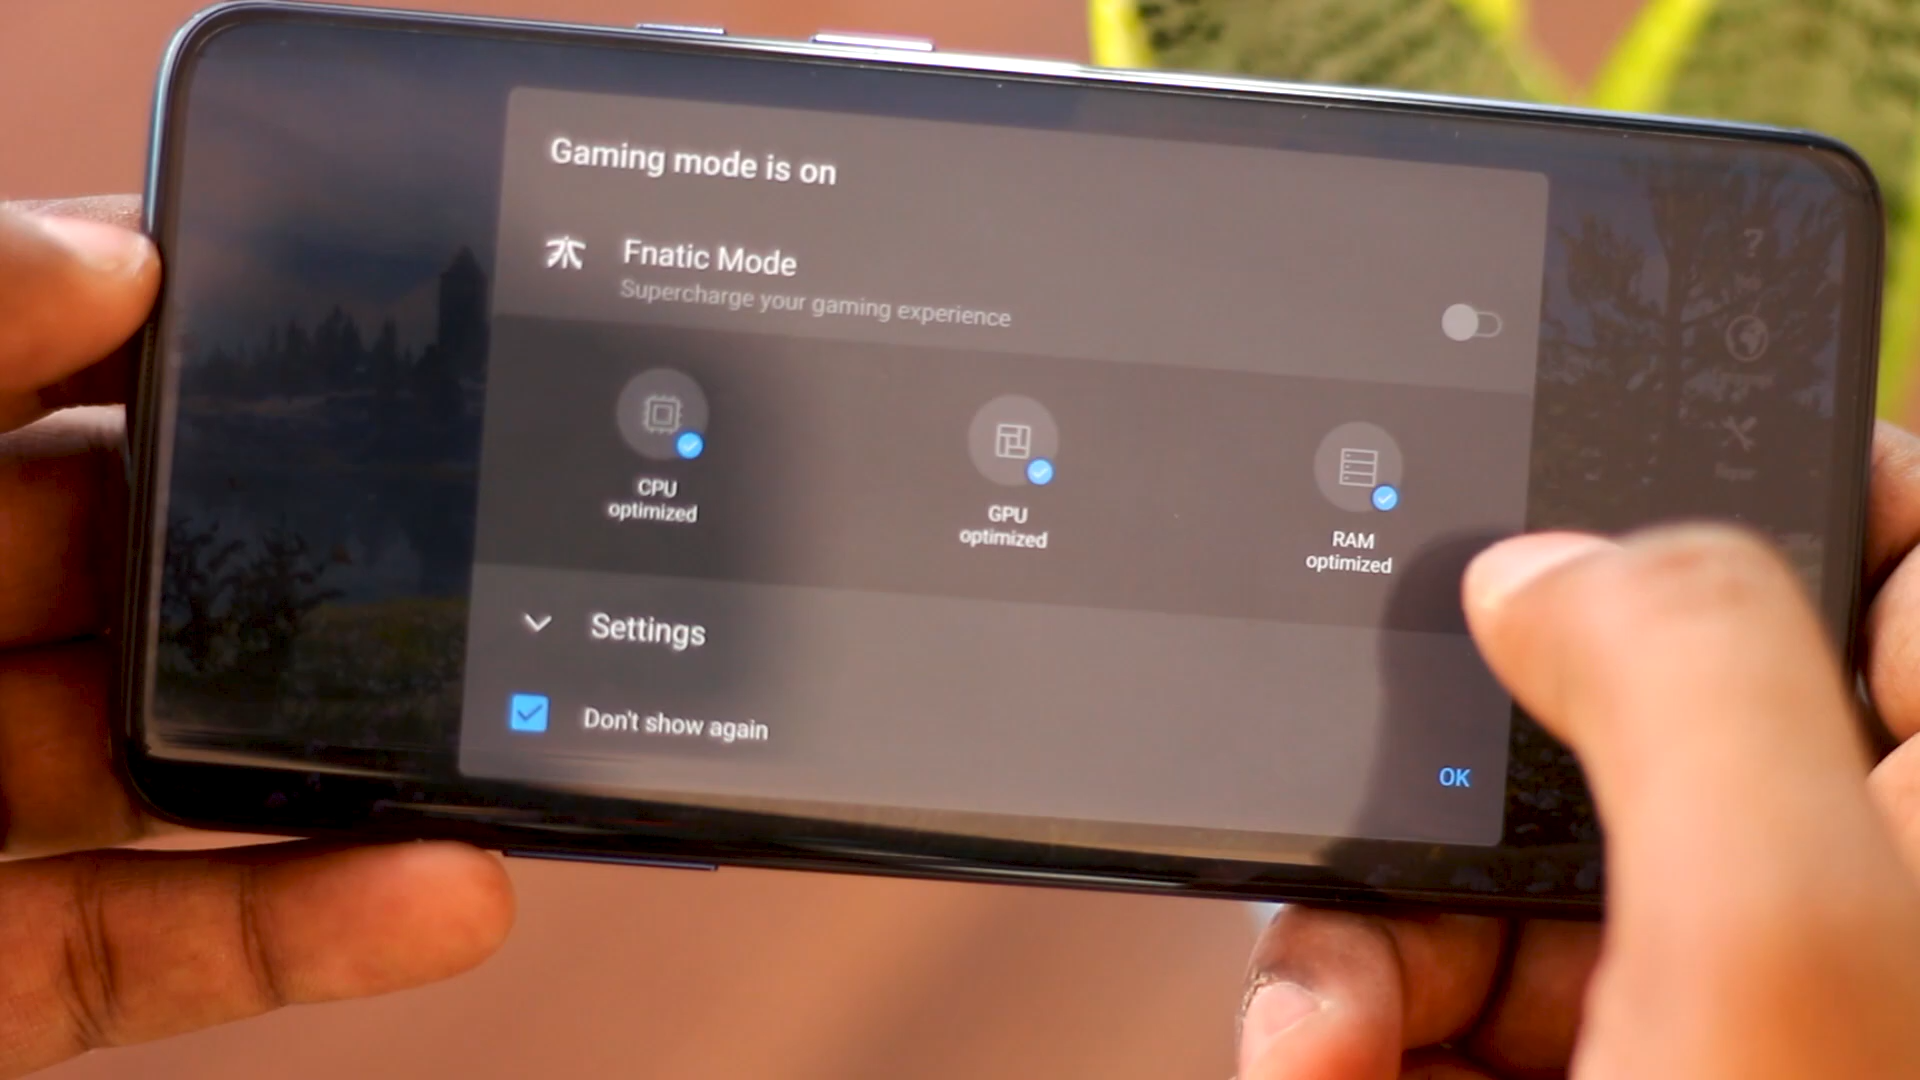 Gaming mode is on
Fnatic Mode
Supercharge your gaming experience
CPU
optimized
GPU
optimized
RAM
optimized
Settings
Don't show again
OK
?